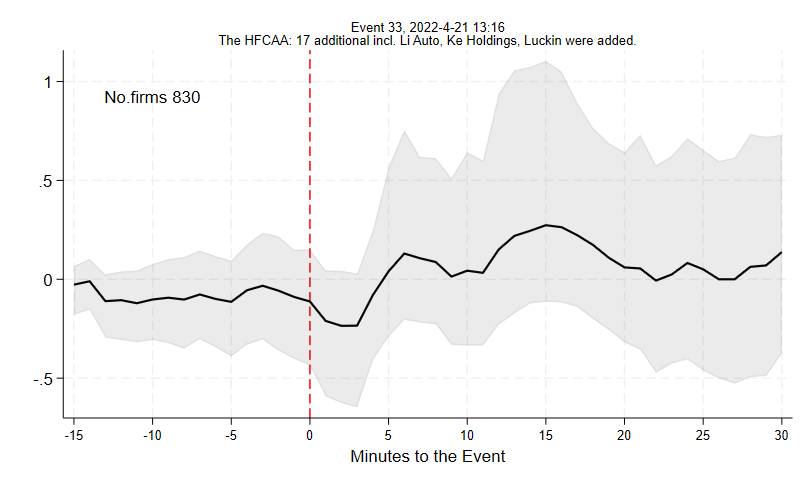 Event 33, 2022-4-21 13:16
The HFCAA: 17 additional incl. Li Auto, Ke Holdings, Luckin were added.
No.firms 830
1
.5
0
-.5
-15 -10 -5 0 5 10 15 20 25 30
Minutes to the Event